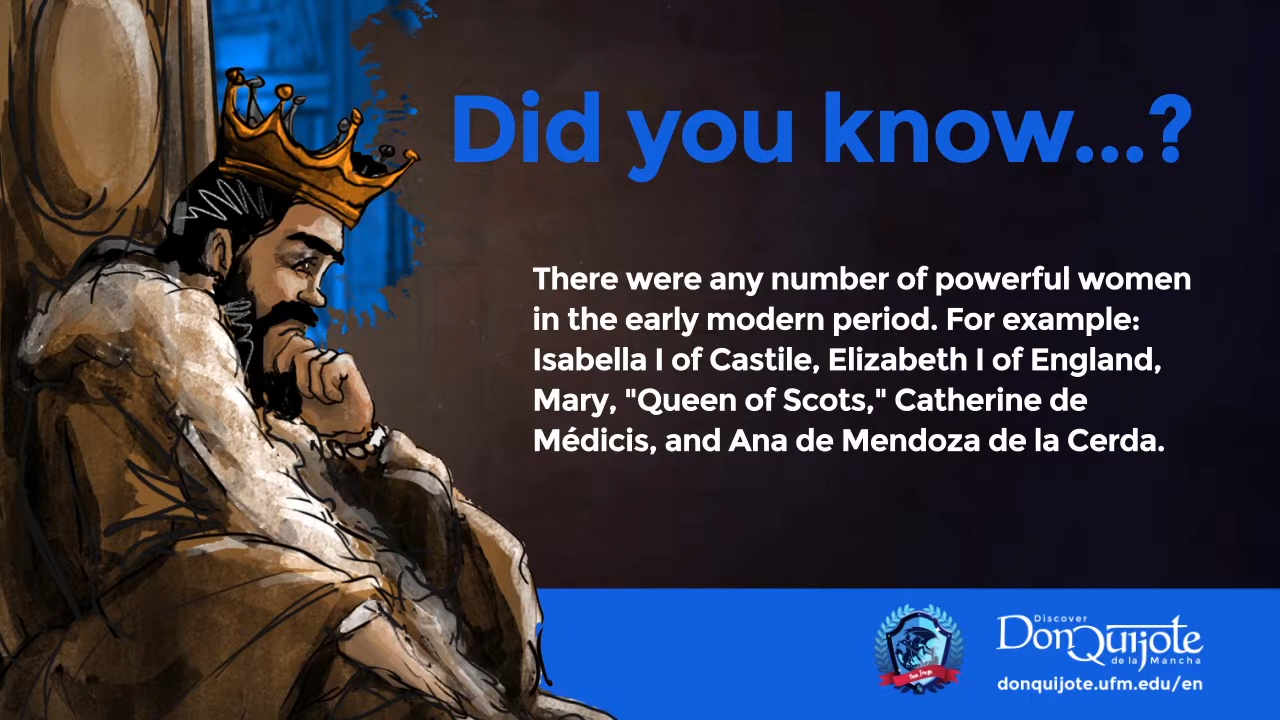 Did you know...?
There were any number of powerful women
in the early modern period. For example:
Isabella I of Castile, Elizabeth I of England,
Mary, "Queen of Scots," Catherine de
Médicis, and Ana de Mendoza de la Cerda.
Discover
DonQuijote
de la Mancha
donquijote.ufm.edu/en